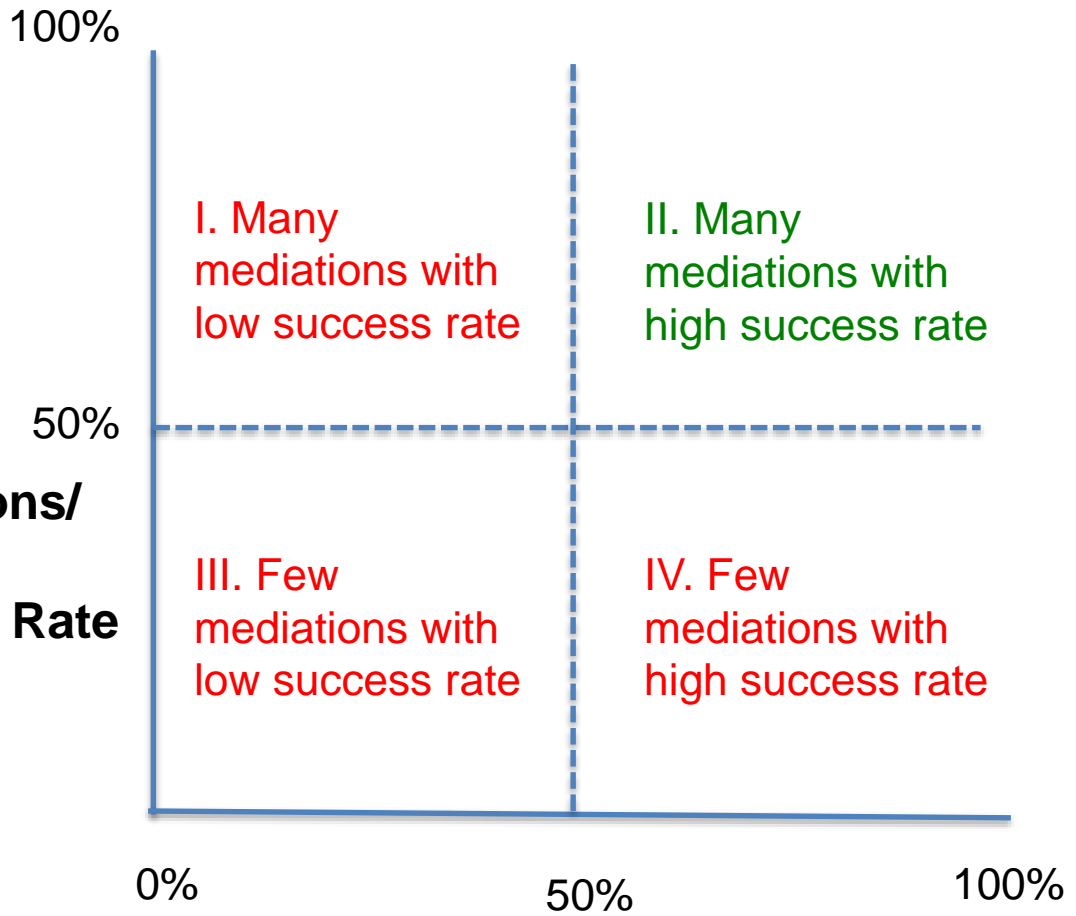 100%
I. Many
mediations with
low success rate
II. Many
mediations with
high success rate
50%
ons/
Rate
III. Few
mediations with
low success rate
IV. Few
mediations with
high success rate
0%
50%
100%